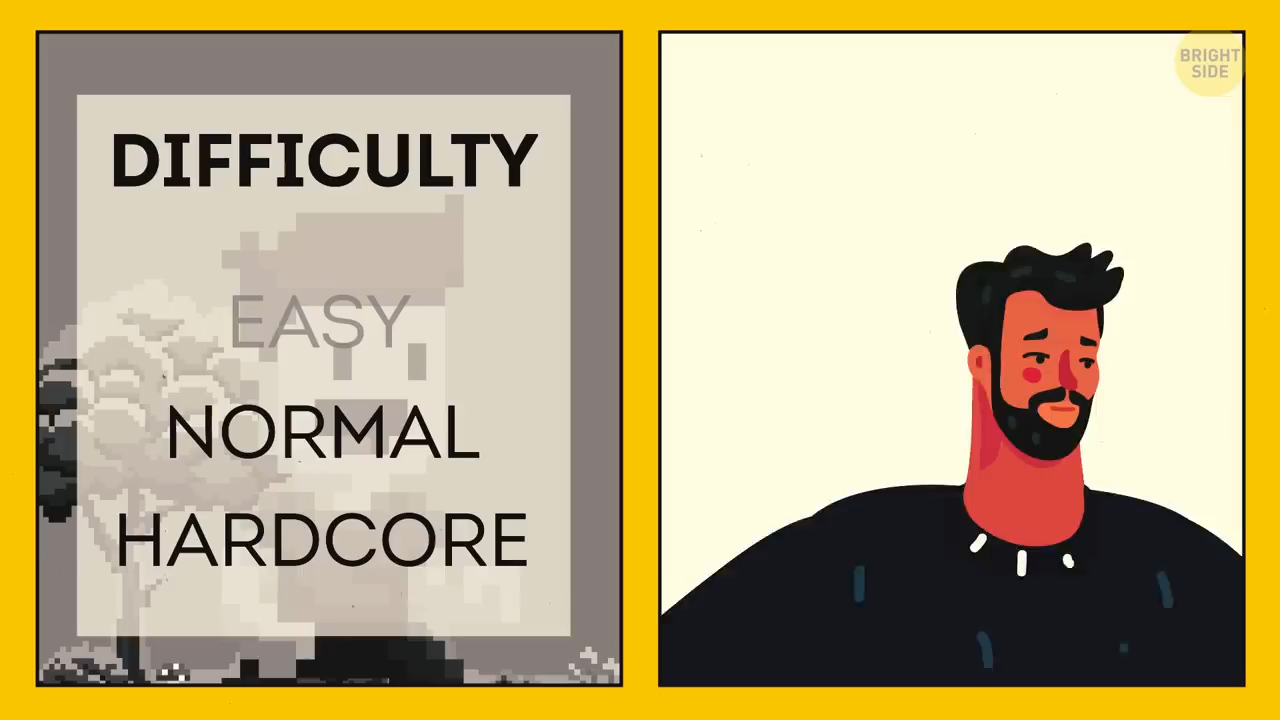 DIFFICULTY
EASY
NORMAL
HARDCORE
BRIGHT
SIDE